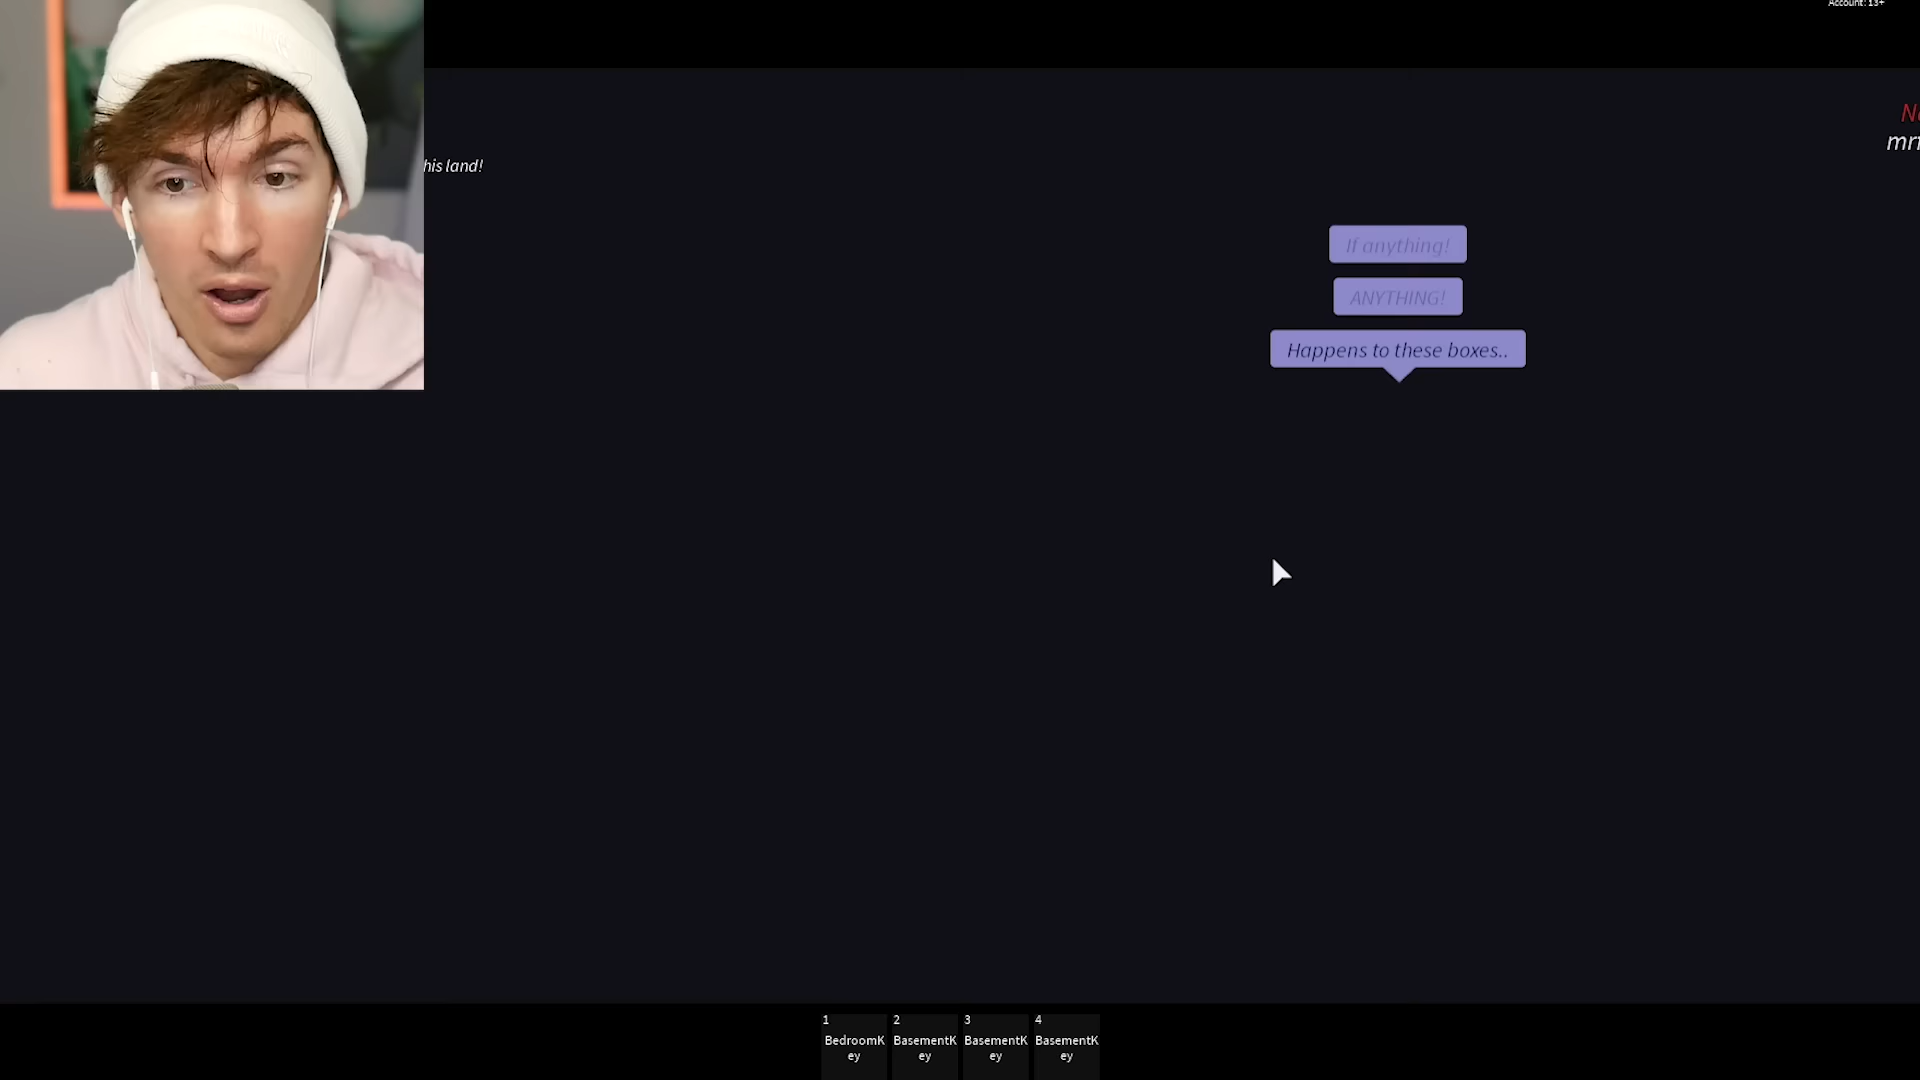 Account: 13+
his land!
If anything!
ANYTHING!
Happens to these boxes..
1
BedroomK
ey
2
BasementK
ey
3
BasementK
ey
4
BasementK
ey